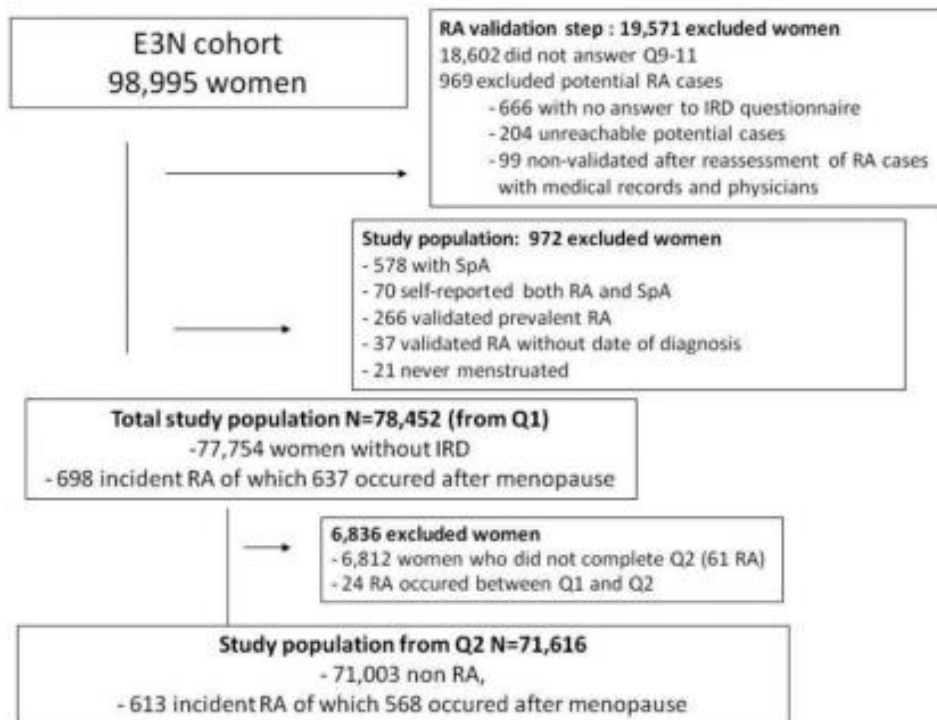 E3N cohort
98,995 women
RA validation step : 19,571 excluded women
18,602 did not answer Q9-11
969 excluded potential RA cases
- 666 with no answer to IRD questionnaire
- 204 unreachable potential cases
- 99 non-validated after reassessment of RA cases
with medical records and physicians
Study population: 972 excluded women
- 578 with SpA
- 70 self-reported both RA and SpA
- 266 validated prevalent RA
- 37 validated RA without date of diagnosis
- 21 never menstruated
Total study population N=78,452 (from Q1)
-77,754 women without IRD
- 698 incident RA of which 637 occured after menopause
6,836 excluded women
- 6,812 women who did not complete Q2 (61 RA)
- 24 RA occured between Q1 and Q2
Study population from Q2 N=71,616
- 71,003 non RA,
- 613 incident RA of which 568 occured after menopause